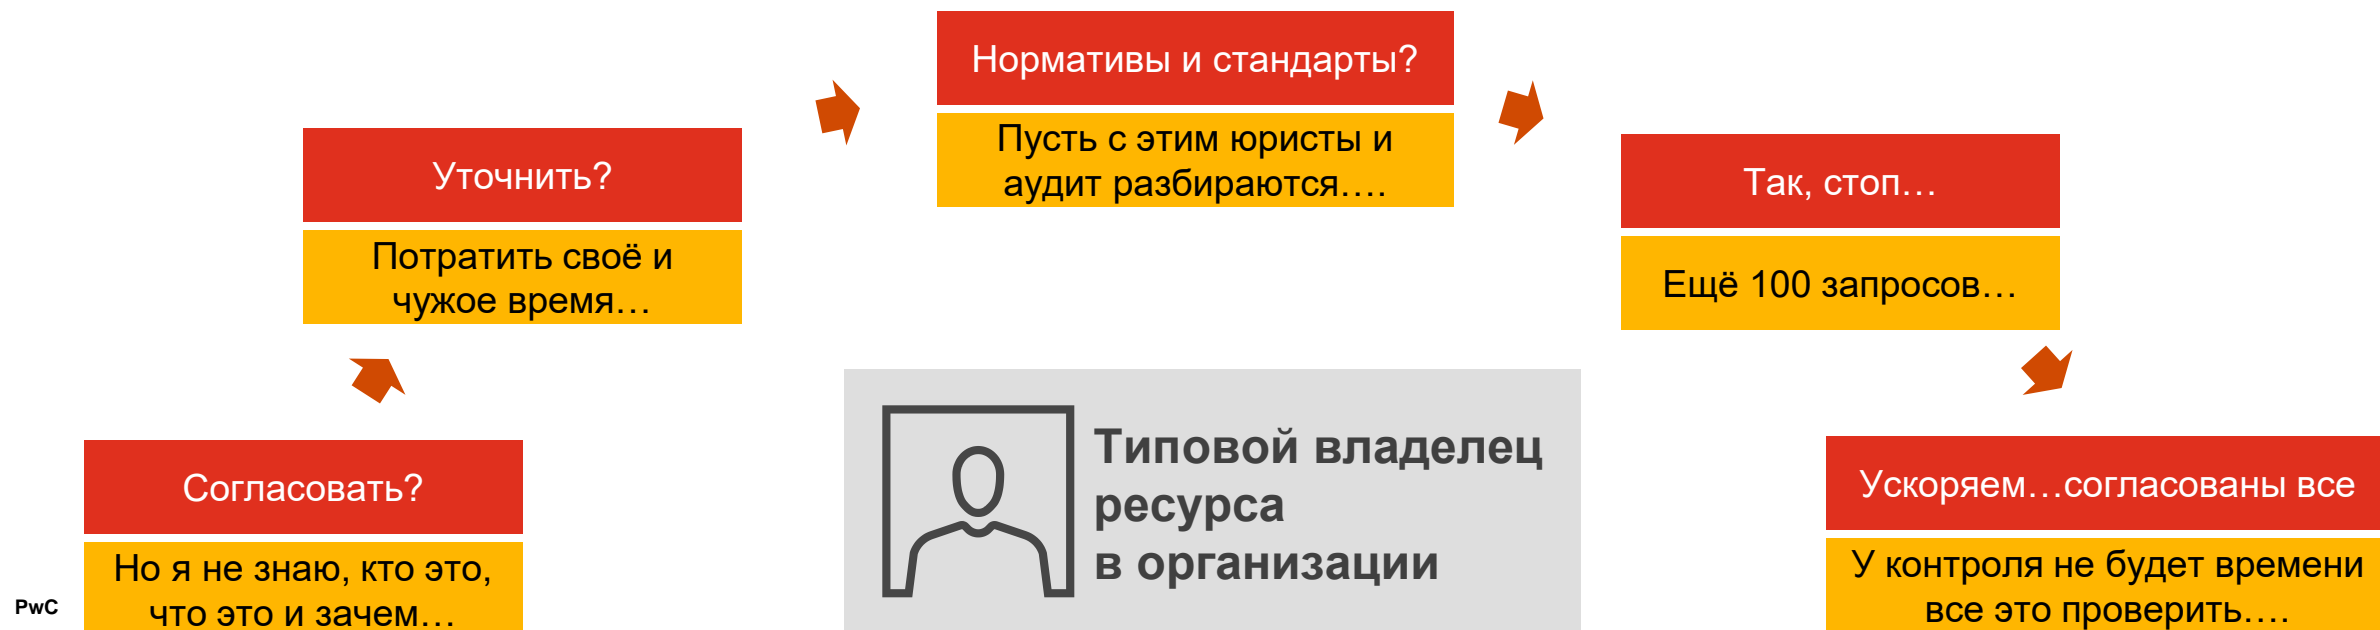 Согласовать?
Но я не знаю, кто это,
что это и зачем…
Уточнить?
Потратить своё и
чужое время…
Нормативы и стандарты?
Пусть с этим юристы и
аудит разбираются….
Так, стоп…
Ещё 100 запросов…
Ускоряем…согласованы все
У контроля не будет времени
все это проверить….
Типовой владелец
ресурса
в организации
PwC